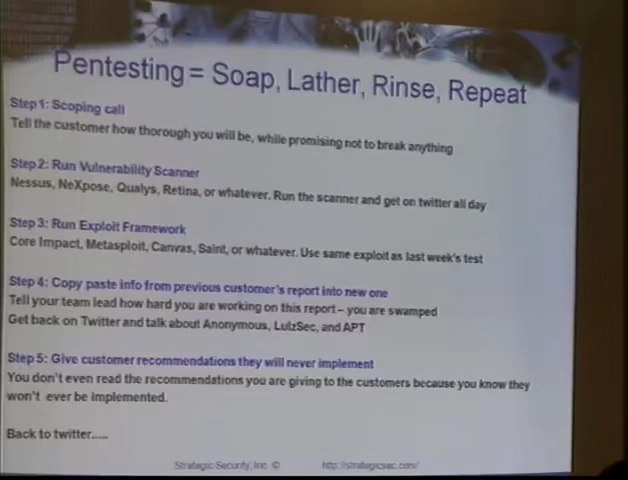 Pentesting = Soap, Lather, Rinse, Repeat
Step 1: Scoping call
Tell the customer how thorough you will be, while promising not to break anything
Step 2: Run Vulnerability Scanner
Nessus, NeXpose, Qualys, Retina, or whatever. Run the scanner and get on twitter all day
Step 3: Run Exploit Framework
Core Impact, Metasploit, Canvas, Saint, or whatever. Use same exploit as last week's test
Step 4: Copy paste info from previous customer's report into new one
Tell your team lead how hard you are working on this report – you are swamped
Get back on Twitter and talk about Anonymous, LulzSec, and APT
Step 5: Give customer recommendations they will never implement
You don't even read the recommendations you are giving to the customers because you know they
won't ever be implemented.
Back to twitter.....
Strategic Security, Inc. © http://strategicsec.com/